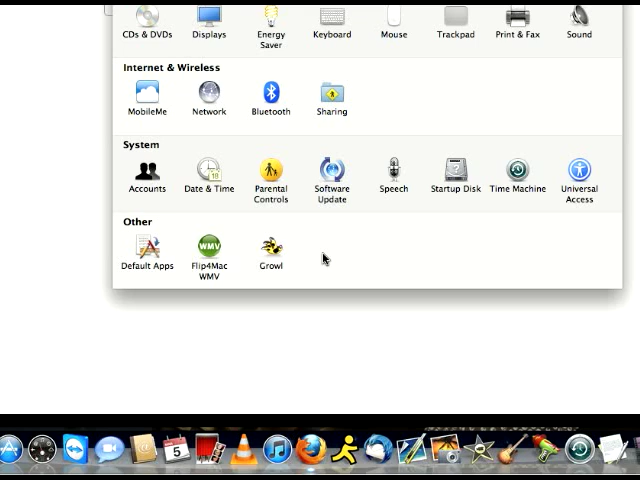 CDs & DVDs Displays Energy Saver Keyboard Mouse Trackpad Print & Fax Sound
Internet & Wireless
MobileMe Network Bluetooth Sharing
System
Accounts Date & Time Parental Controls Software Update Speech Startup Disk Time Machine Universal Access
Other
Default Apps Flip4Mac WMV Growl
WMV
5